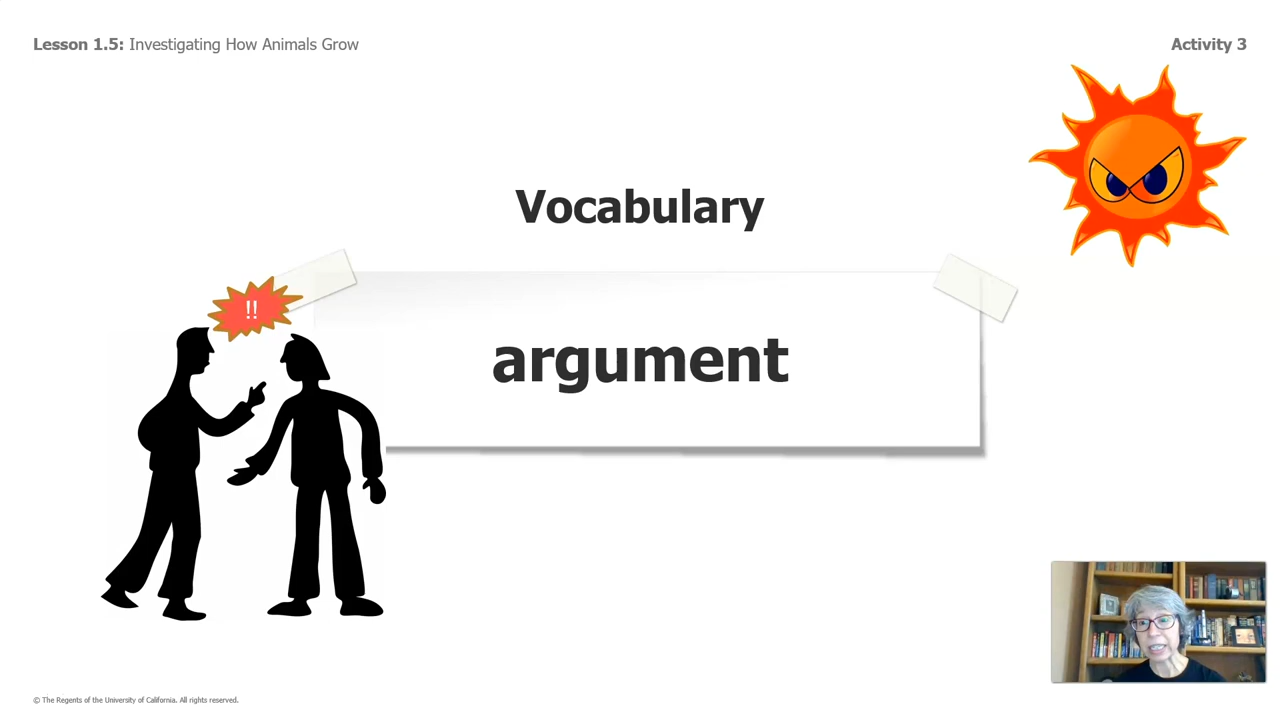 Lesson 1.5: Investigating How Animals Grow
Activity 3
Vocabulary
!!
argument
© The Regents of the University of California. All rights reserved.